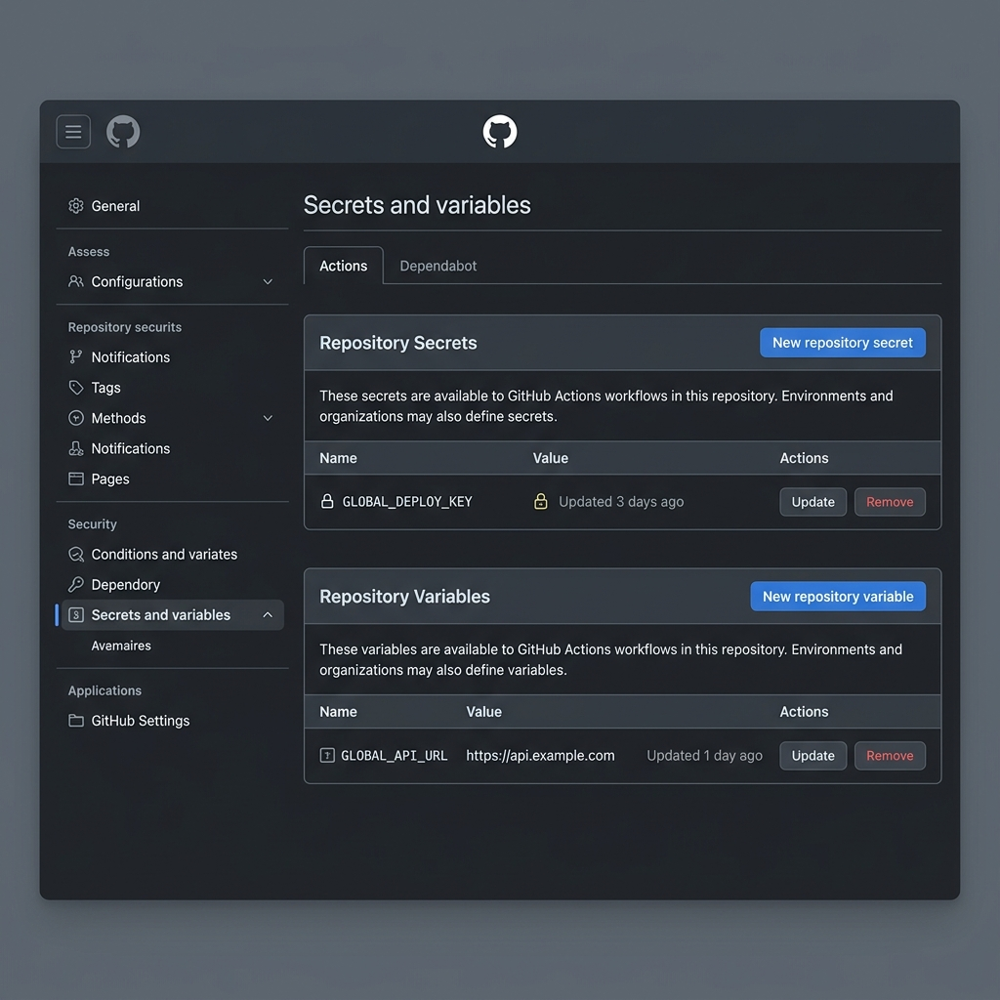 General
Assess
Configurations
Repository securits
Notifications
Tags
Methods
Notifications
Pages
Security
Conditions and variates
Dependory
Secrets and variables
Avemaires
Applications
GitHub Settings
Secrets and variables
Actions Dependabot
Repository Secrets New repository secret
These secrets are available to GitHub Actions workflows in this repository. Environments and
organizations may also define secrets.
Name Value Actions
GLOBAL_DEPLOY_KEY Updated 3 days ago Update Remove
Repository Variables New repository variable
These variables are available to GitHub Actions workflows in this repository. Environments and
organizations may also define variables.
Name Value Actions
GLOBAL_API_URL https://api.example.com Updated 1 day ago Update Remove